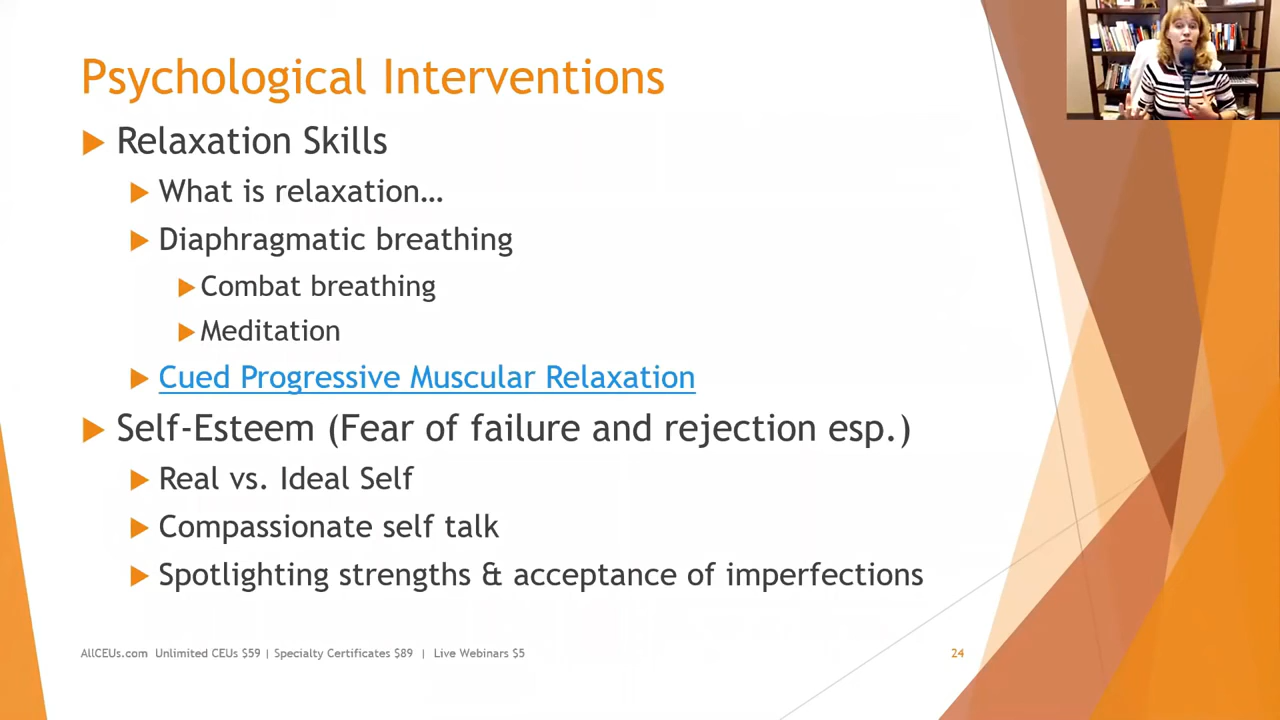 Psychological Interventions
Relaxation Skills
What is relaxation…
Diaphragmatic breathing
Combat breathing
Meditation
Cued Progressive Muscular Relaxation
Self-Esteem (Fear of failure and rejection esp.)
Real vs. Ideal Self
Compassionate self talk
Spotlighting strengths & acceptance of imperfections
AllCEUs.com Unlimited CEUs $59 | Specialty Certificates $89 | Live Webinars $5
24